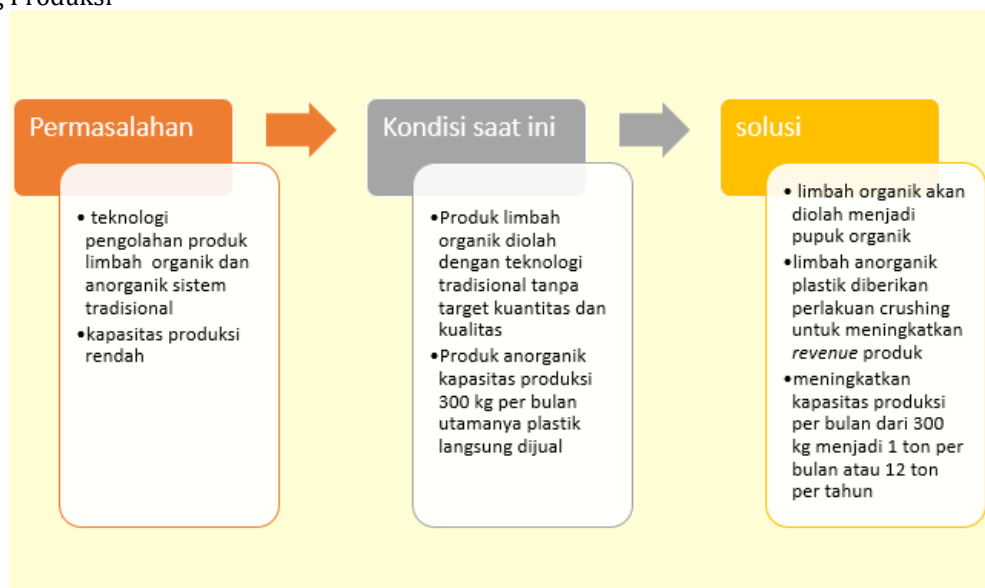 Produksi
Permasalahan
• teknologi
pengolahan produk
limbah organik dan
anorganik sistem
tradisional
•kapasitas produksi
rendah
Kondisi saat ini
•Produk limbah
organik diolah
dengan teknologi
tradisional tanpa
target kuantitas dan
kualitas
•Produk anorganik
kapasitas produksi
300 kg per bulan
utamanya plastik
langsung dijual
solusi
• limbah organik akan
diolah menjadi
pupuk organik
•limbah anorganik
plastik diberikan
perlakuan crushing
untuk meningkatkan
revenue produk
•meningkatkan
kapasitas produksi
per bulan dari 300
kg menjadi 1 ton per
bulan atau 12 ton
per tahun